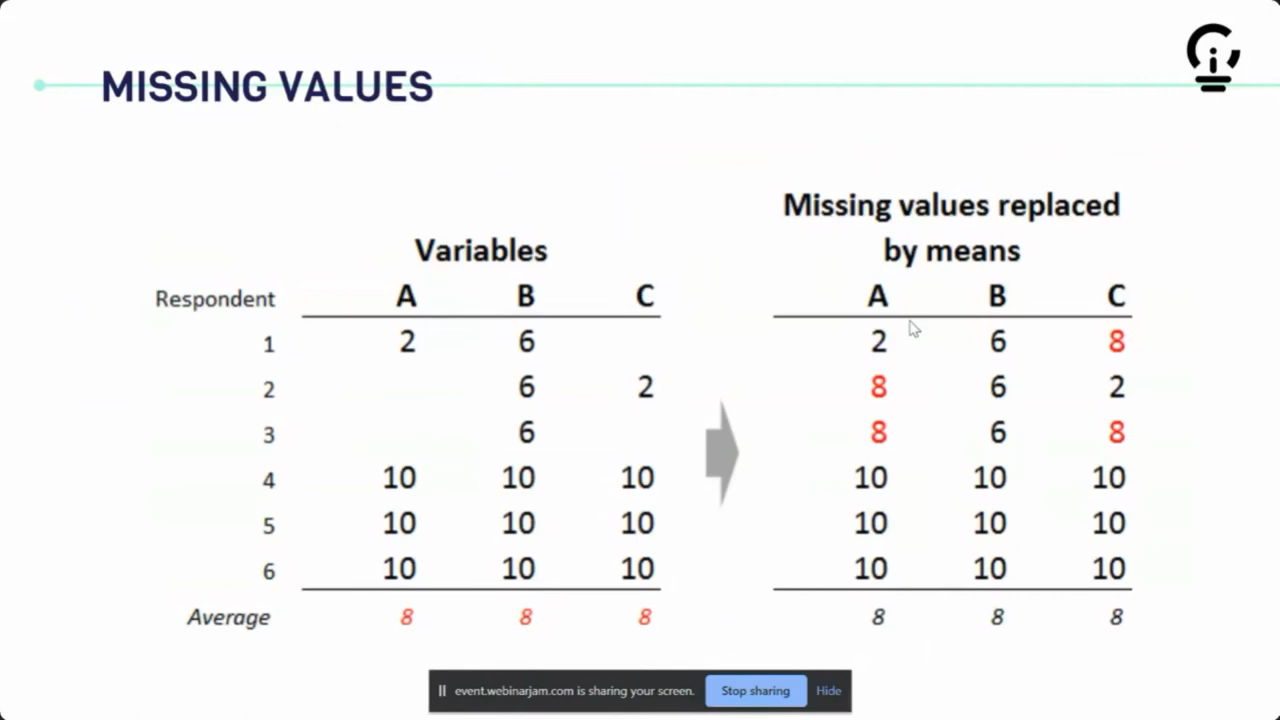 MISSING VALUES
Missing values replaced
Variables by means
Respondent A B C A B C
1 2 6 2 6 8
2 6 2 8 6 2
3 6 8 6 8
4 10 10 10 10 10 10
5 10 10 10 10 10 10
6 10 10 10 10 10 10
Average 8 8 8 8 8 8
event.webinarjam.com is sharing your screen. Stop sharing Hide